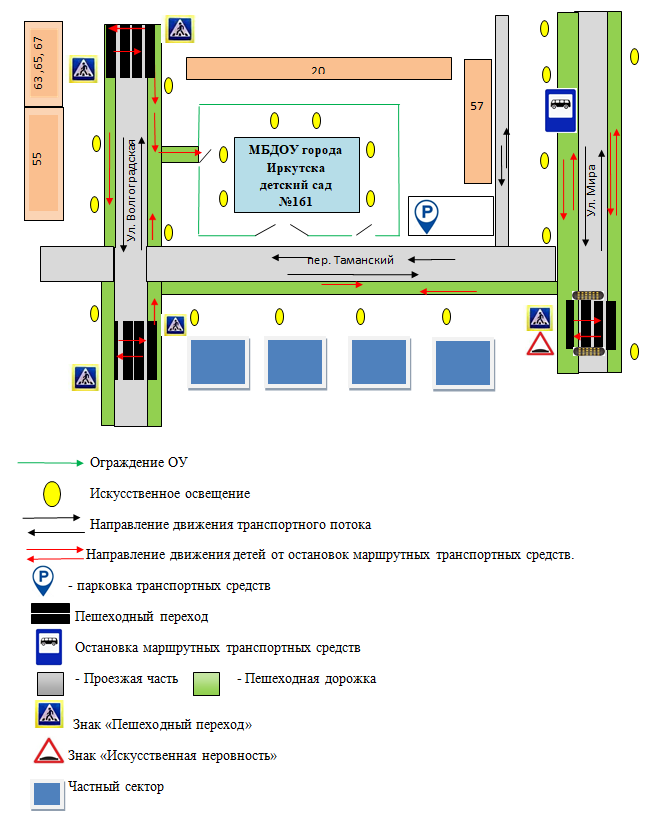 63 ,65, 67
55
20
57
МБДОУ города
Иркутска
детский сад
№161
Ул. Волгоградская
Ул. Мира
пер. Таманский
P
Ограждение ОУ
Искусственное освещение
Направление движения транспортного потока
Направление движения детей от остановок маршрутных транспортных средств.
P
- парковка транспортных средств
Пешеходный переход
Остановка маршрутных транспортных средств
- Проезжая часть
- Пешеходная дорожка
Знак «Пешеходный переход»
Знак «Искусственная неровность»
Частный сектор